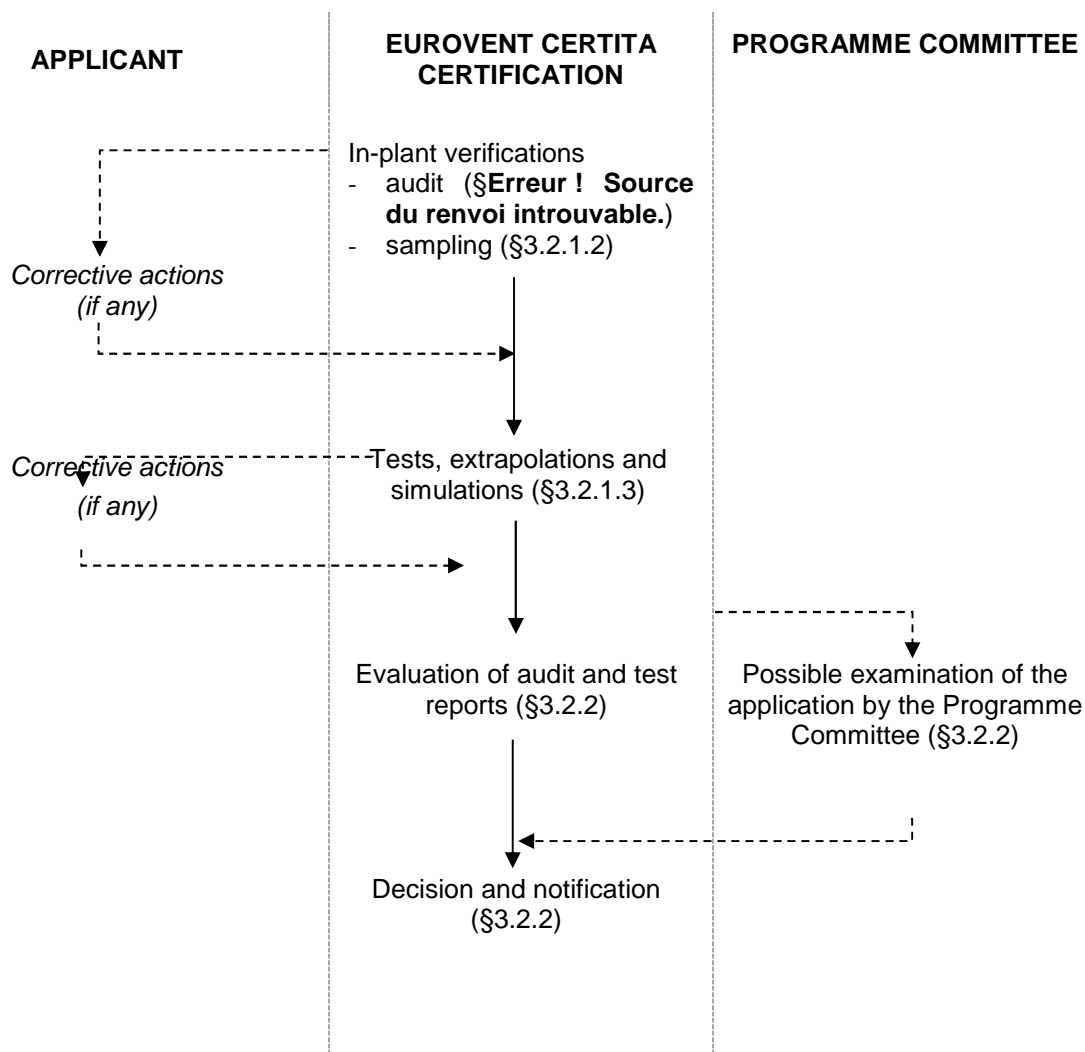 APPLICANT
EUROVENT CERTITA
CERTIFICATION
PROGRAMME COMMITTEE
In-plant verifications
- audit (§Erreur ! Source
du renvoi introuvable.)
- sampling (§3.2.1.2)
Corrective actions
(if any)
Tests, extrapolations and
simulations (§3.2.1.3)
Corrective actions
(if any)
Evaluation of audit and test
reports (§3.2.2)
Possible examination of the
application by the Programme
Committee (§3.2.2)
Decision and notification
(§3.2.2)